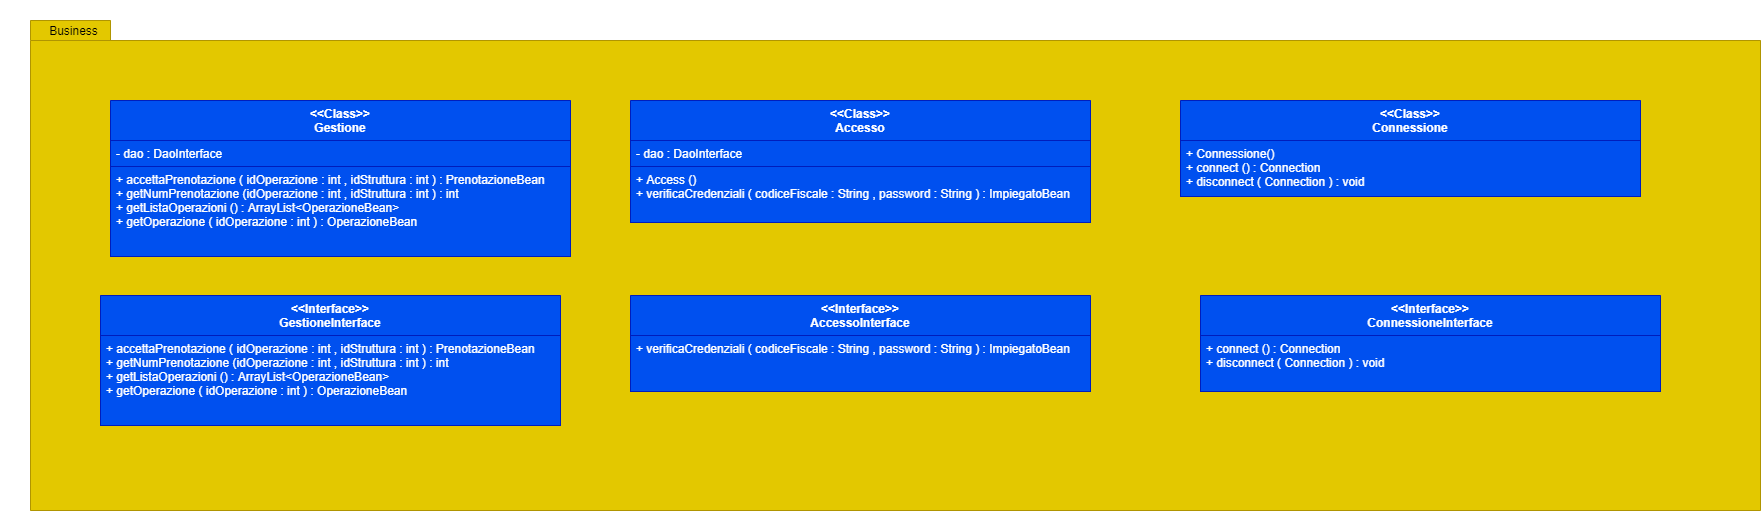 Business
<<Class>>
Gestione
- dao : DaoInterface
+ accettaPrenotazione ( idOperazione : int , idStruttura : int ) : PrenotazioneBean
+ getNumPrenotazione (idOperazione : int , idStruttura : int ) : int
+ getListaOperazioni () : ArrayList<OperazioneBean>
+ getOperazione ( idOperazione : int ) : OperazioneBean
<<Class>>
Accesso
- dao : DaoInterface
+ Access ()
+ verificaCredenziali ( codiceFiscale : String , password : String ) : ImpiegatoBean
<<Class>>
Connessione
+ Connessione()
+ connect () : Connection
+ disconnect ( Connection ) : void
<<Interface>>
GestioneInterface
+ accettaPrenotazione ( idOperazione : int , idStruttura : int ) : PrenotazioneBean
+ getNumPrenotazione (idOperazione : int , idStruttura : int ) : int
+ getListaOperazioni () : ArrayList<OperazioneBean>
+ getOperazione ( idOperazione : int ) : OperazioneBean
<<Interface>>
AccessoInterface
+ verificaCredenziali ( codiceFiscale : String , password : String ) : ImpiegatoBean
<<Interface>>
ConnessioneInterface
+ connect () : Connection
+ disconnect ( Connection ) : void